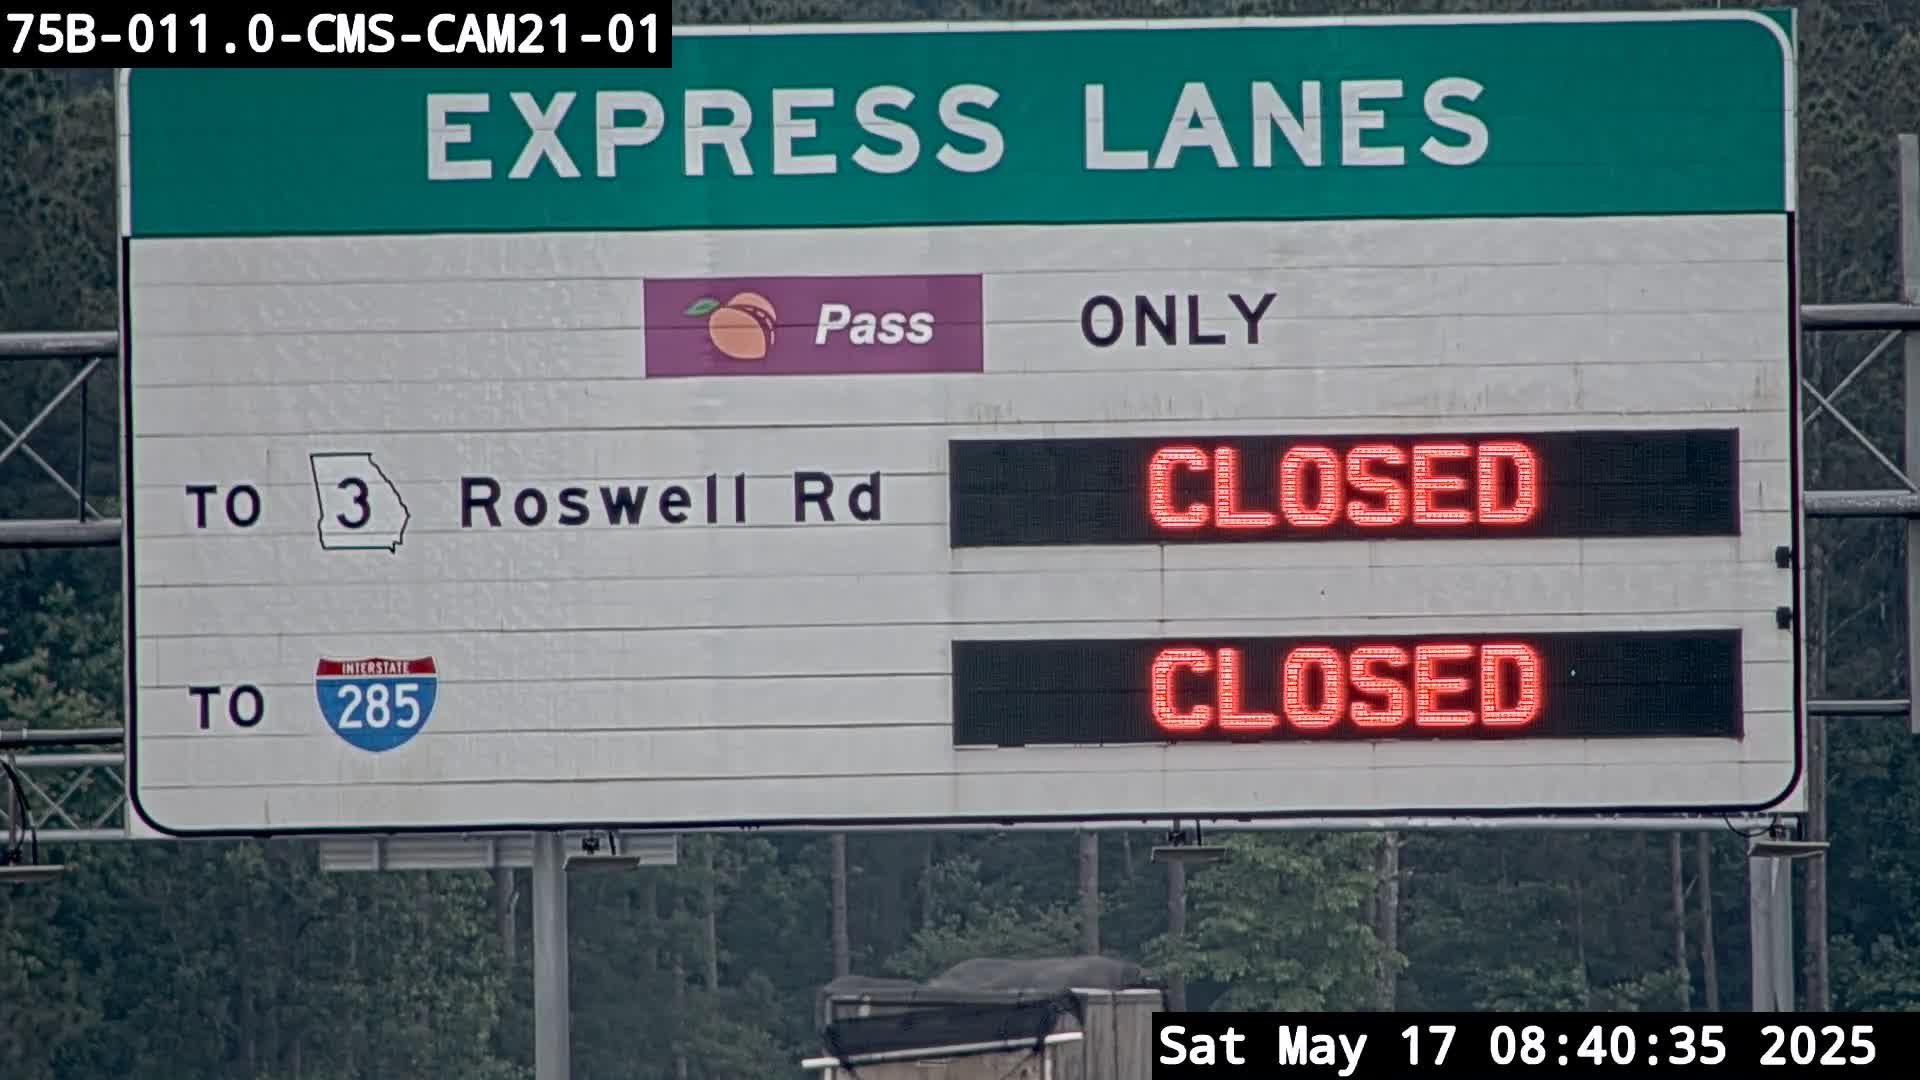 75B-011.0-CMS-CAM21-01
EXPRESS LANES
Pass ONLY
TO 3 Roswell Rd CLOSED
INTERSTATE
TO 285 CLOSED
Sat May 17 08:40:35 2025